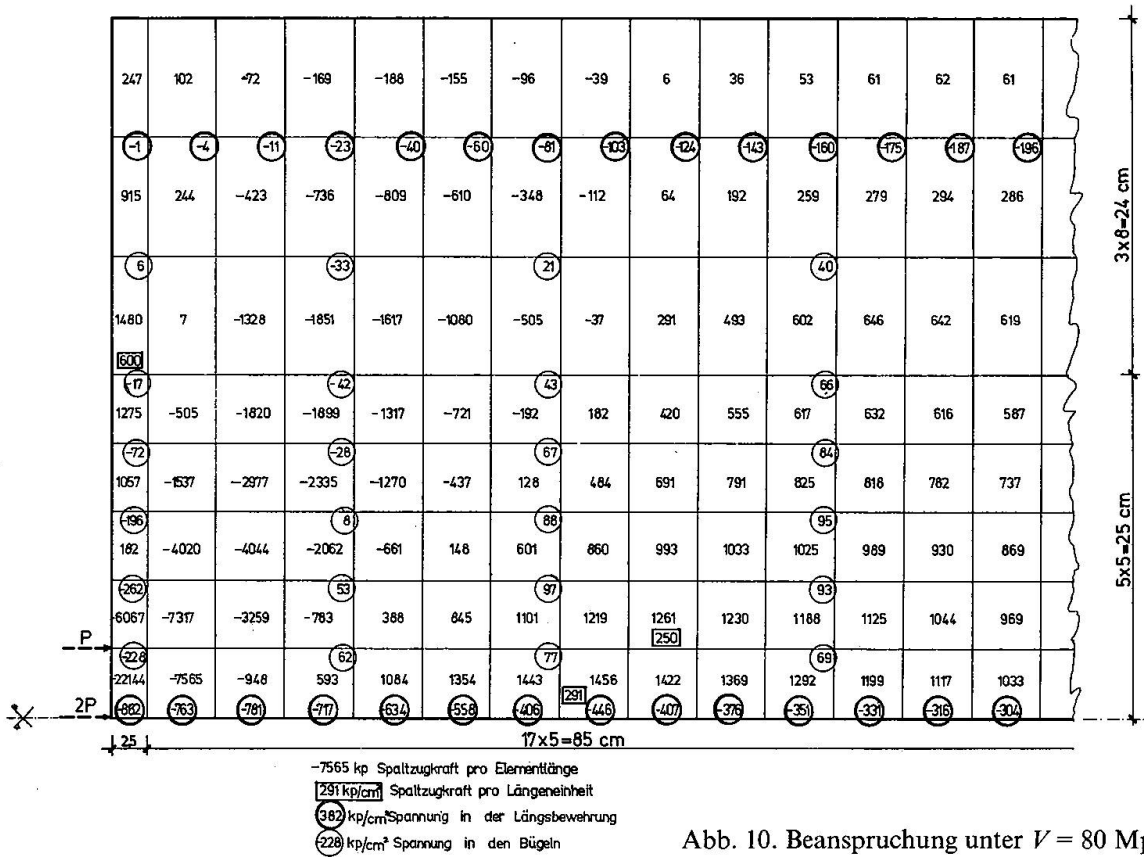 247 102 -72 -169 -188 -155 -96 -39 6 36 53 61 62 61
-1 -4 -11 -23 -40 -60 -81 -103 -124 -143 -160 -175 -187 -196
915 244 -423 -736 -809 -610 -348 -112 64 192 259 279 294 286
3x8=24 cm
6 -33 21 40
1480 7 -1328 -1851 -1617 -1080 -505 -37 291 493 602 646 642 619
600
-17 -42 43 66
1275 -505 -1820 -1899 -1317 -721 -192 182 420 555 617 632 616 587
-72 -28 67 84
1057 -1537 -2977 -2335 -1270 -437 128 484 691 791 825 818 782 737
-196 8 88 95
5x5=25 cm
182 -4020 -4044 -2062 -661 148 601 860 993 1033 1025 989 930 869
-262 53 97 93
-6067 -7317 -3259 -783 388 845 1101 1219 1261 1230 1188 1125 1044 969
P 250
-228 62 77 69
-22144 -7565 -948 593 1084 1354 1443 1456 1422 1369 1292 1199 1117 1033
2P 291
-882 -763 -781 -717 -634 -558 -406 -446 -407 -376 -351 -331 -316 -304
2.5 17x5=85 cm
-7565 kp Spaltzugkraft pro Elementlänge
291 kp/cm Spaltzugkraft pro Längeneinheit
382 kp/cm² Spannung in der Längsbewehrung
-228 kp/cm² Spannung in den Bügeln
Abb. 10. Beanspruchung unter V = 80 Mp